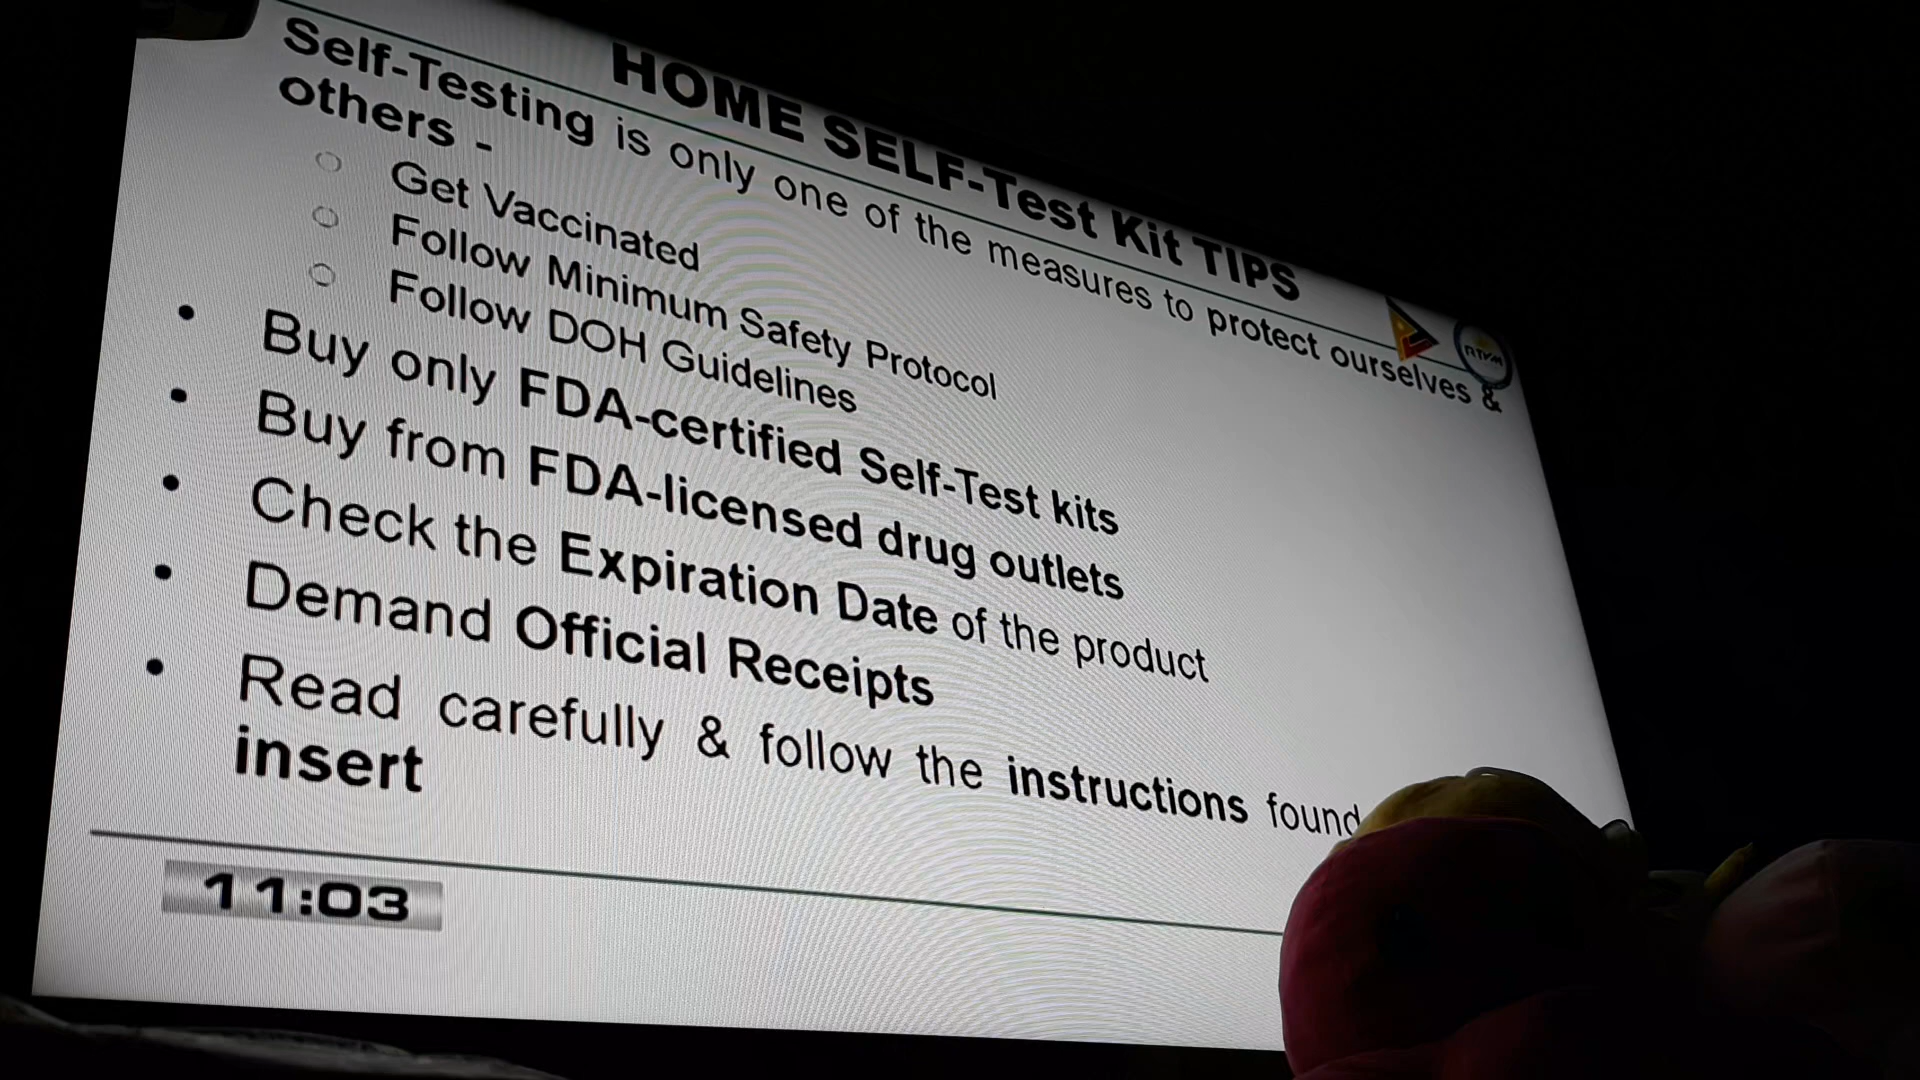 HOME SELF-Test Kit TIPS
Self-Testing is only one of the measures to protect ourselves &
others -
Get Vaccinated
Follow Minimum Safety Protocol
Follow DOH Guidelines
Buy only FDA-certified Self-Test kits
Buy from FDA-licensed drug outlets
Check the Expiration Date of the product
Demand Official Receipts
Read carefully & follow the instructions found
insert
RTVM
11:03